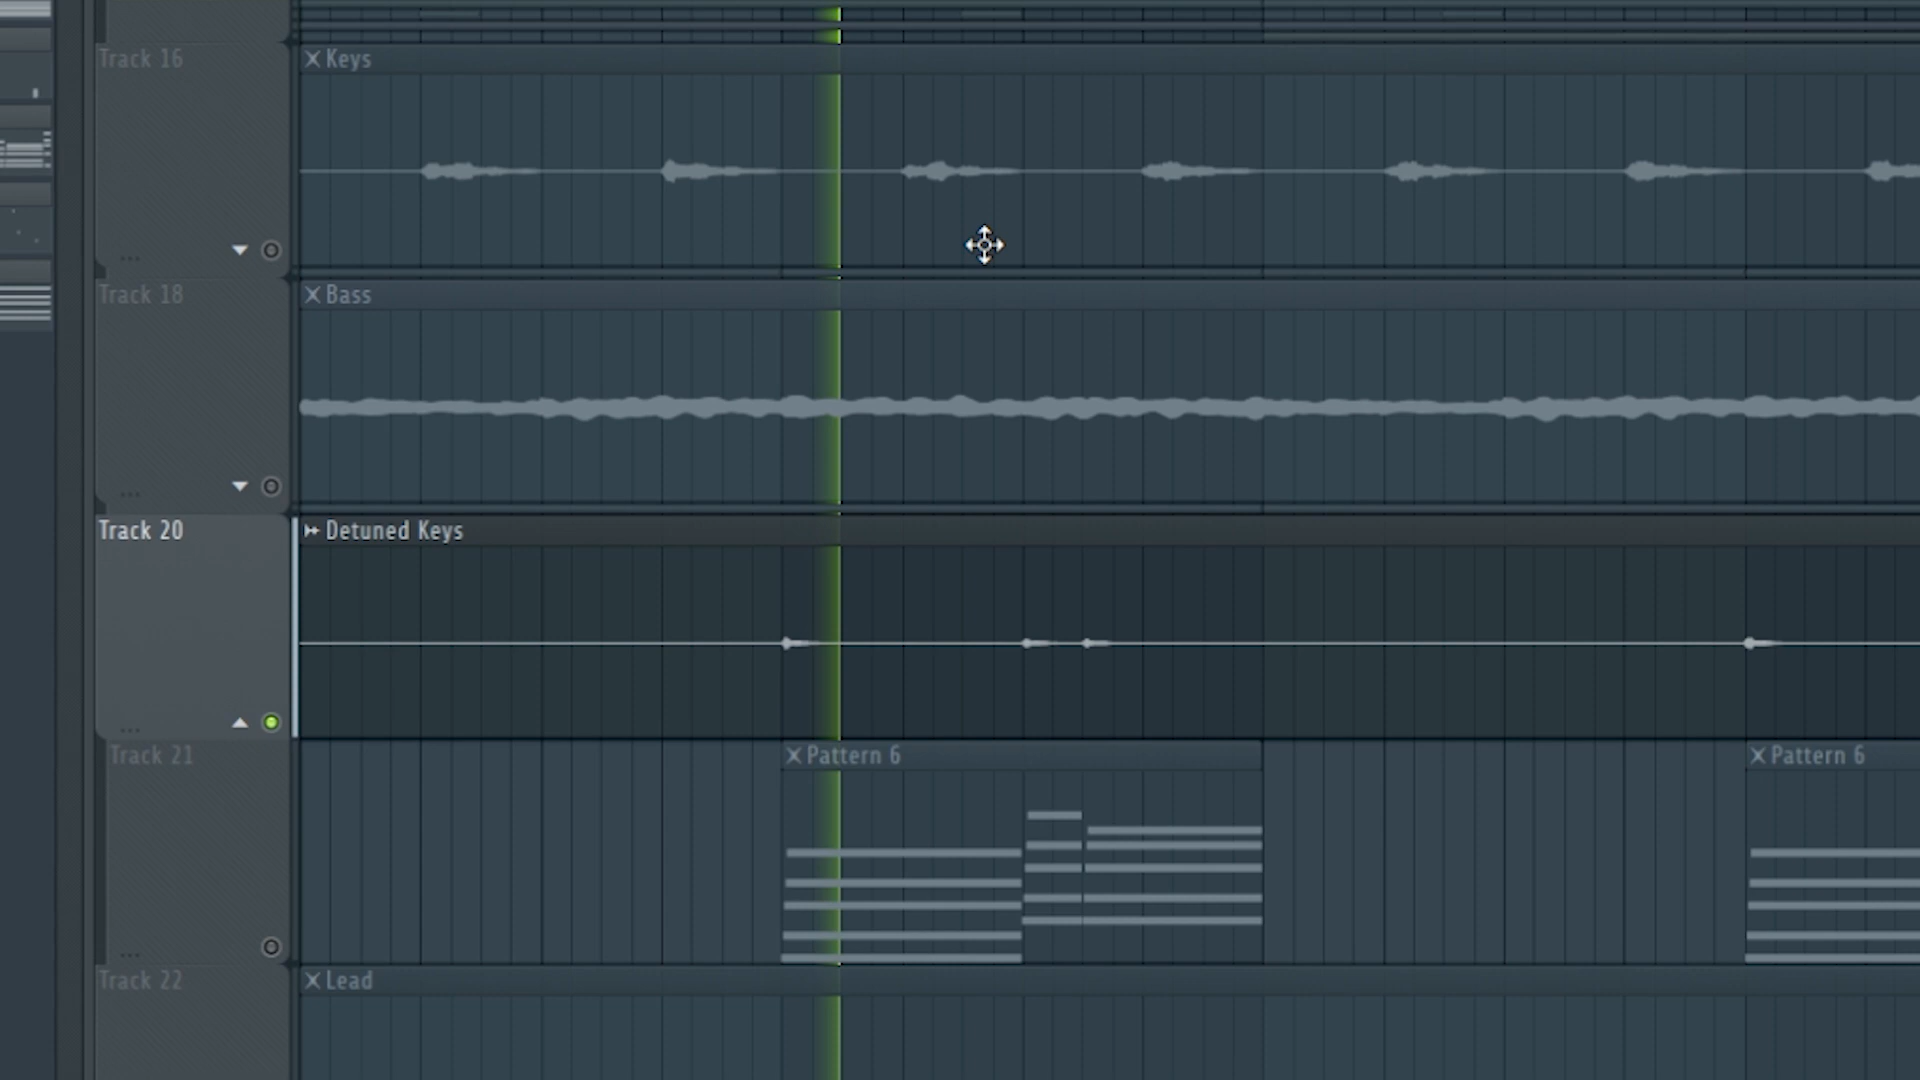 Track 16
Keys
...
Track 18
Bass
...
Track 20
Detuned Keys
...
Track 21
Pattern 6
Pattern 6
...
Track 22
Lead